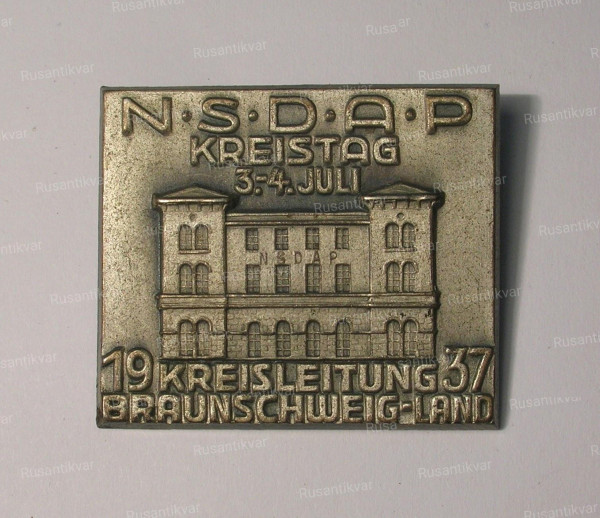 N·S·D·A·P
KREISTAG
3.-4. JULI
NSDAP
19 KREISLEITUNG 37
BRAUNSCHWEIG-LAND
Rusantikvar